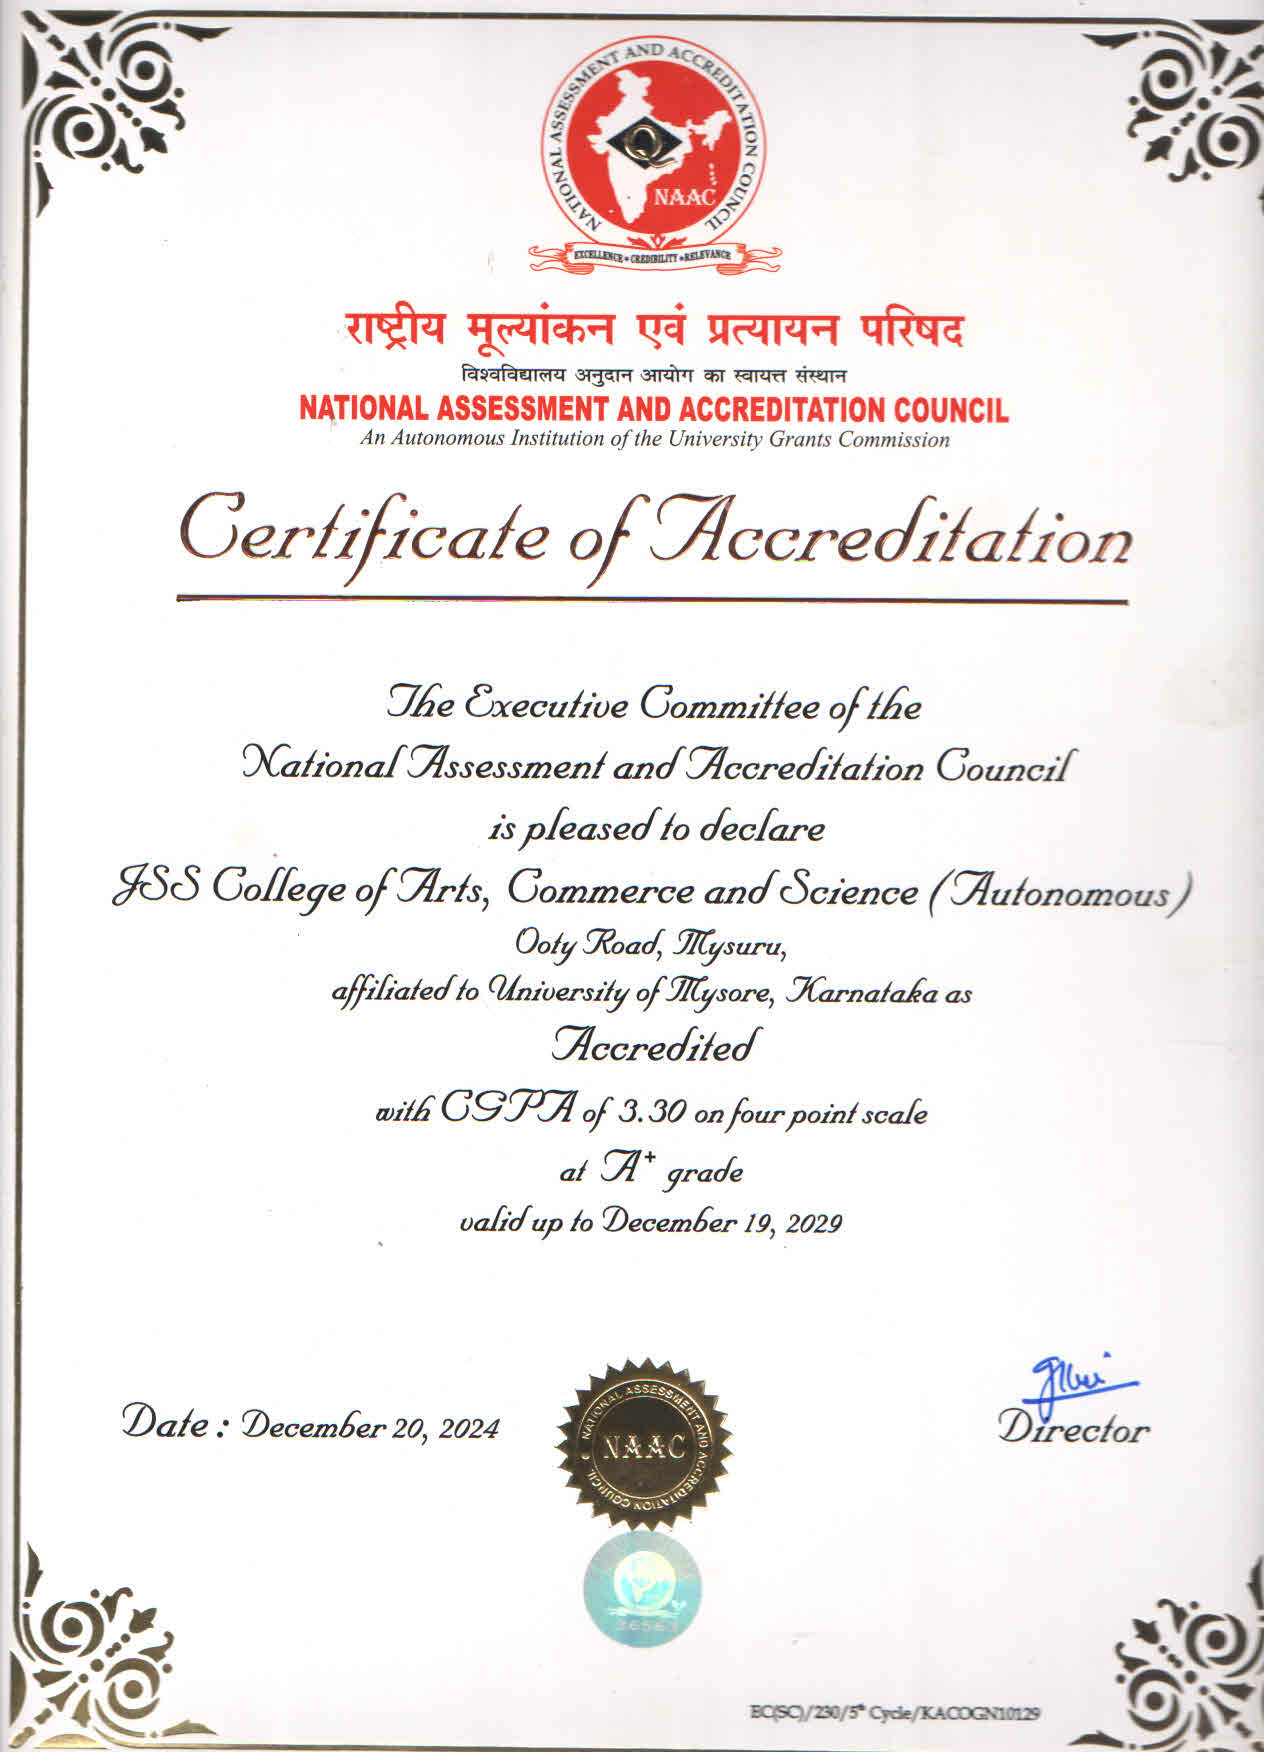 NATIONAL ASSESSMENT AND ACCREDITATION COUNCIL
NAAC
EXCELLENCE • CREDIBILITY • RELEVANCE
राष्ट्रीय मूल्यांकन एवं प्रत्यायन परिषद
विश्वविद्यालय अनुदान आयोग का स्वायत्त संस्थान
NATIONAL ASSESSMENT AND ACCREDITATION COUNCIL
An Autonomous Institution of the University Grants Commission
Certificate of Accreditation
The Executive Committee of the
National Assessment and Accreditation Council
is pleased to declare
JSS College of Arts, Commerce and Science (Autonomous)
Ooty Road, Mysuru,
affiliated to University of Mysore, Karnataka as
Accredited
with CGPA of 3.30 on four point scale
at A+ grade
valid up to December 19, 2029
Date : December 20, 2024
NATIONAL ASSESSMENT AND ACCREDITATION COUNCIL
NAAC
Director
EC(SC)/230/5th Cycle/KACOGN10129